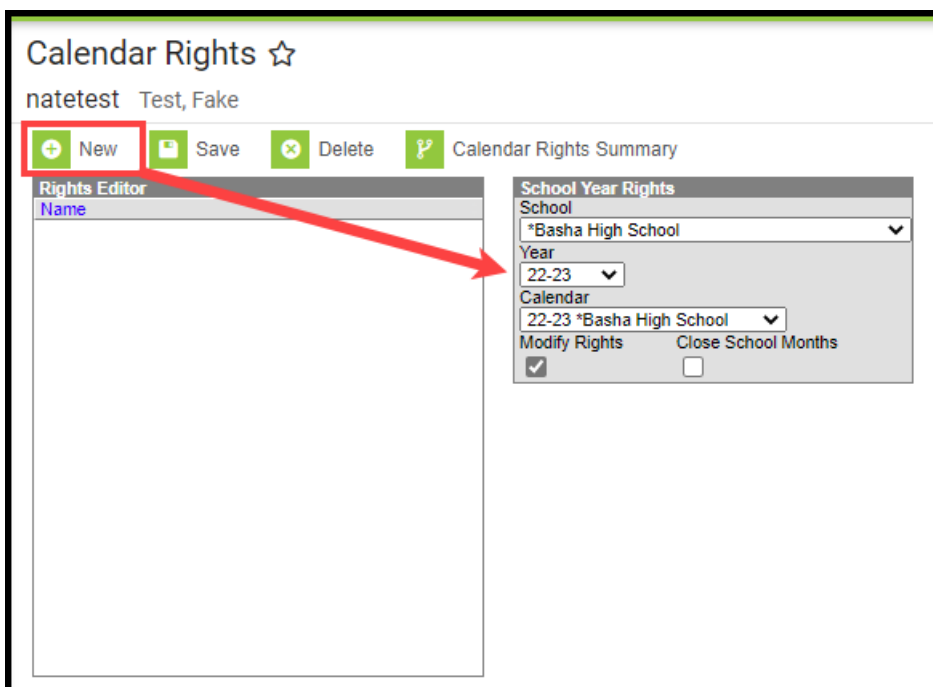 Calendar Rights
natetest Test, Fake
New Save Delete Calendar Rights Summary
Rights Editor
Name
School Year Rights
School
*Basha High School
Year
22-23
Calendar
22-23 *Basha High School
Modify Rights Close School Months